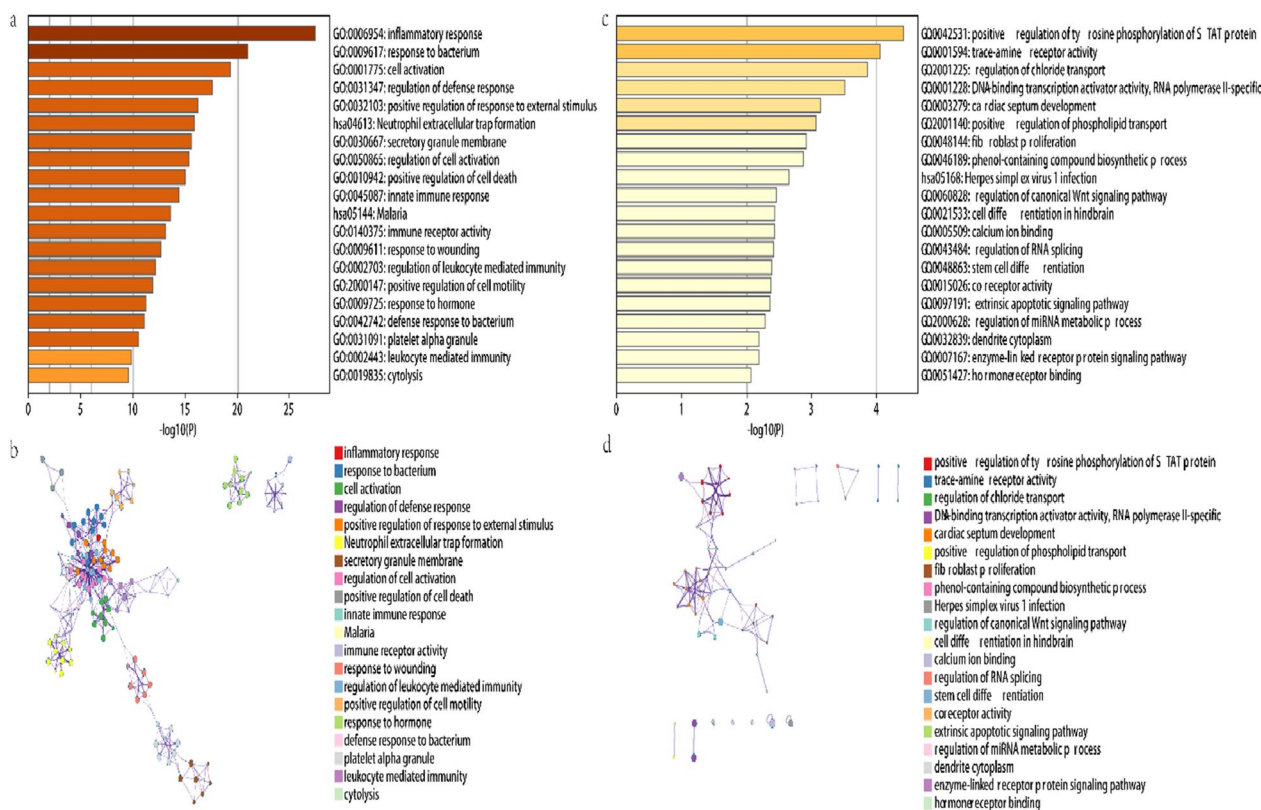 a
GO:0006954: inflammatory response
GO:0009617: response to bacterium
GO:0001775: cell activation
GO:0031347: regulation of defense response
GO:0032103: positive regulation of response to external stimulus
hsa04613: Neutrophil extracellular trap formation
GO:0030667: secretory granule membrane
GO:0050865: regulation of cell activation
GO:0010942: positive regulation of cell death
GO:0045087: innate immune response
hsa05144: Malaria
GO:0140375: immune receptor activity
GO:0009611: response to wounding
GO:0002703: regulation of leukocyte mediated immunity
GO:2000147: positive regulation of cell motility
GO:0009725: response to hormone
GO:0042742: defense response to bacterium
GO:0031091: platelet alpha granule
GO:0002443: leukocyte mediated immunity
GO:0019835: cytolysis
0 5 10 15 20 25
-log10(P)
c
GO:0042531: positive regulation of ty rosine phosphorylation of S TAT protein
GO:0001594: trace-amine receptor activity
GO:2001225: regulation of chloride transport
GO:0001228: DNA-binding transcription activator activity, RNA polymerase II-specific
GO:0003279: ca rdiac septum development
GO:2001140: positive regulation of phospholipid transport
GO:0048144: fib roblast p roliferation
GO:0046189: phenol-containing compound biosynthetic p rocess
hsa05168: Herpes simpl ex virus 1 infection
GO:0060828: regulation of canonical Wnt signaling pathway
GO:0021533: cell diffe rentiation in hindbrain
GO:0005509: calcium ion binding
GO:0043484: regulation of RNA splicing
GO:0048863: stem cell diffe rentiation
GO:0015026: co receptor activity
GO:0097191: extrinsic apoptotic signaling pathway
GO:2000628: regulation of miRNA metabolic p rocess
GO:0032839: dendrite cytoplasm
GO:0007167: enzyme-lin ked receptor p rotein signaling pathway
GO:0051427: ho rmonereceptor binding
0 1 2 3 4
-log10(P)
b
inflammatory response
response to bacterium
cell activation
regulation of defense response
positive regulation of response to external stimulus
Neutrophil extracellular trap formation
secretory granule membrane
regulation of cell activation
positive regulation of cell death
innate immune response
Malaria
immune receptor activity
response to wounding
regulation of leukocyte mediated immunity
positive regulation of cell motility
response to hormone
defense response to bacterium
platelet alpha granule
leukocyte mediated immunity
cytolysis
d
positive regulation of ty rosine phosphorylation of S TAT protein
trace-amine receptor activity
regulation of chloride transport
DNA-binding transcription activator activity, RNA polymerase II-specific
cardiac septum development
positive regulation of phospholipid transport
fib roblast p roliferation
phenol-containing compound biosynthetic p rocess
Herpes simplex virus 1 infection
regulation of canonical Wnt signaling pathway
cell diffe rentiation in hindbrain
calcium ion binding
regulation of RNA splicing
stem cell diffe rentiation
coreceptor activity
extrinsic apoptotic signaling pathway
regulation of miRNA metabolic p rocess
dendrite cytoplasm
enzyme-linked receptor p rotein signaling pathway
hormonereceptor binding